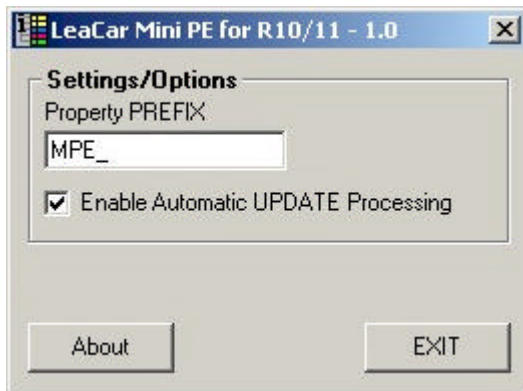 LeaCar Mini PE for R10/11 - 1.0
Settings/Options
Property PREFIX
MPE_
Enable Automatic UPDATE Processing
About EXIT